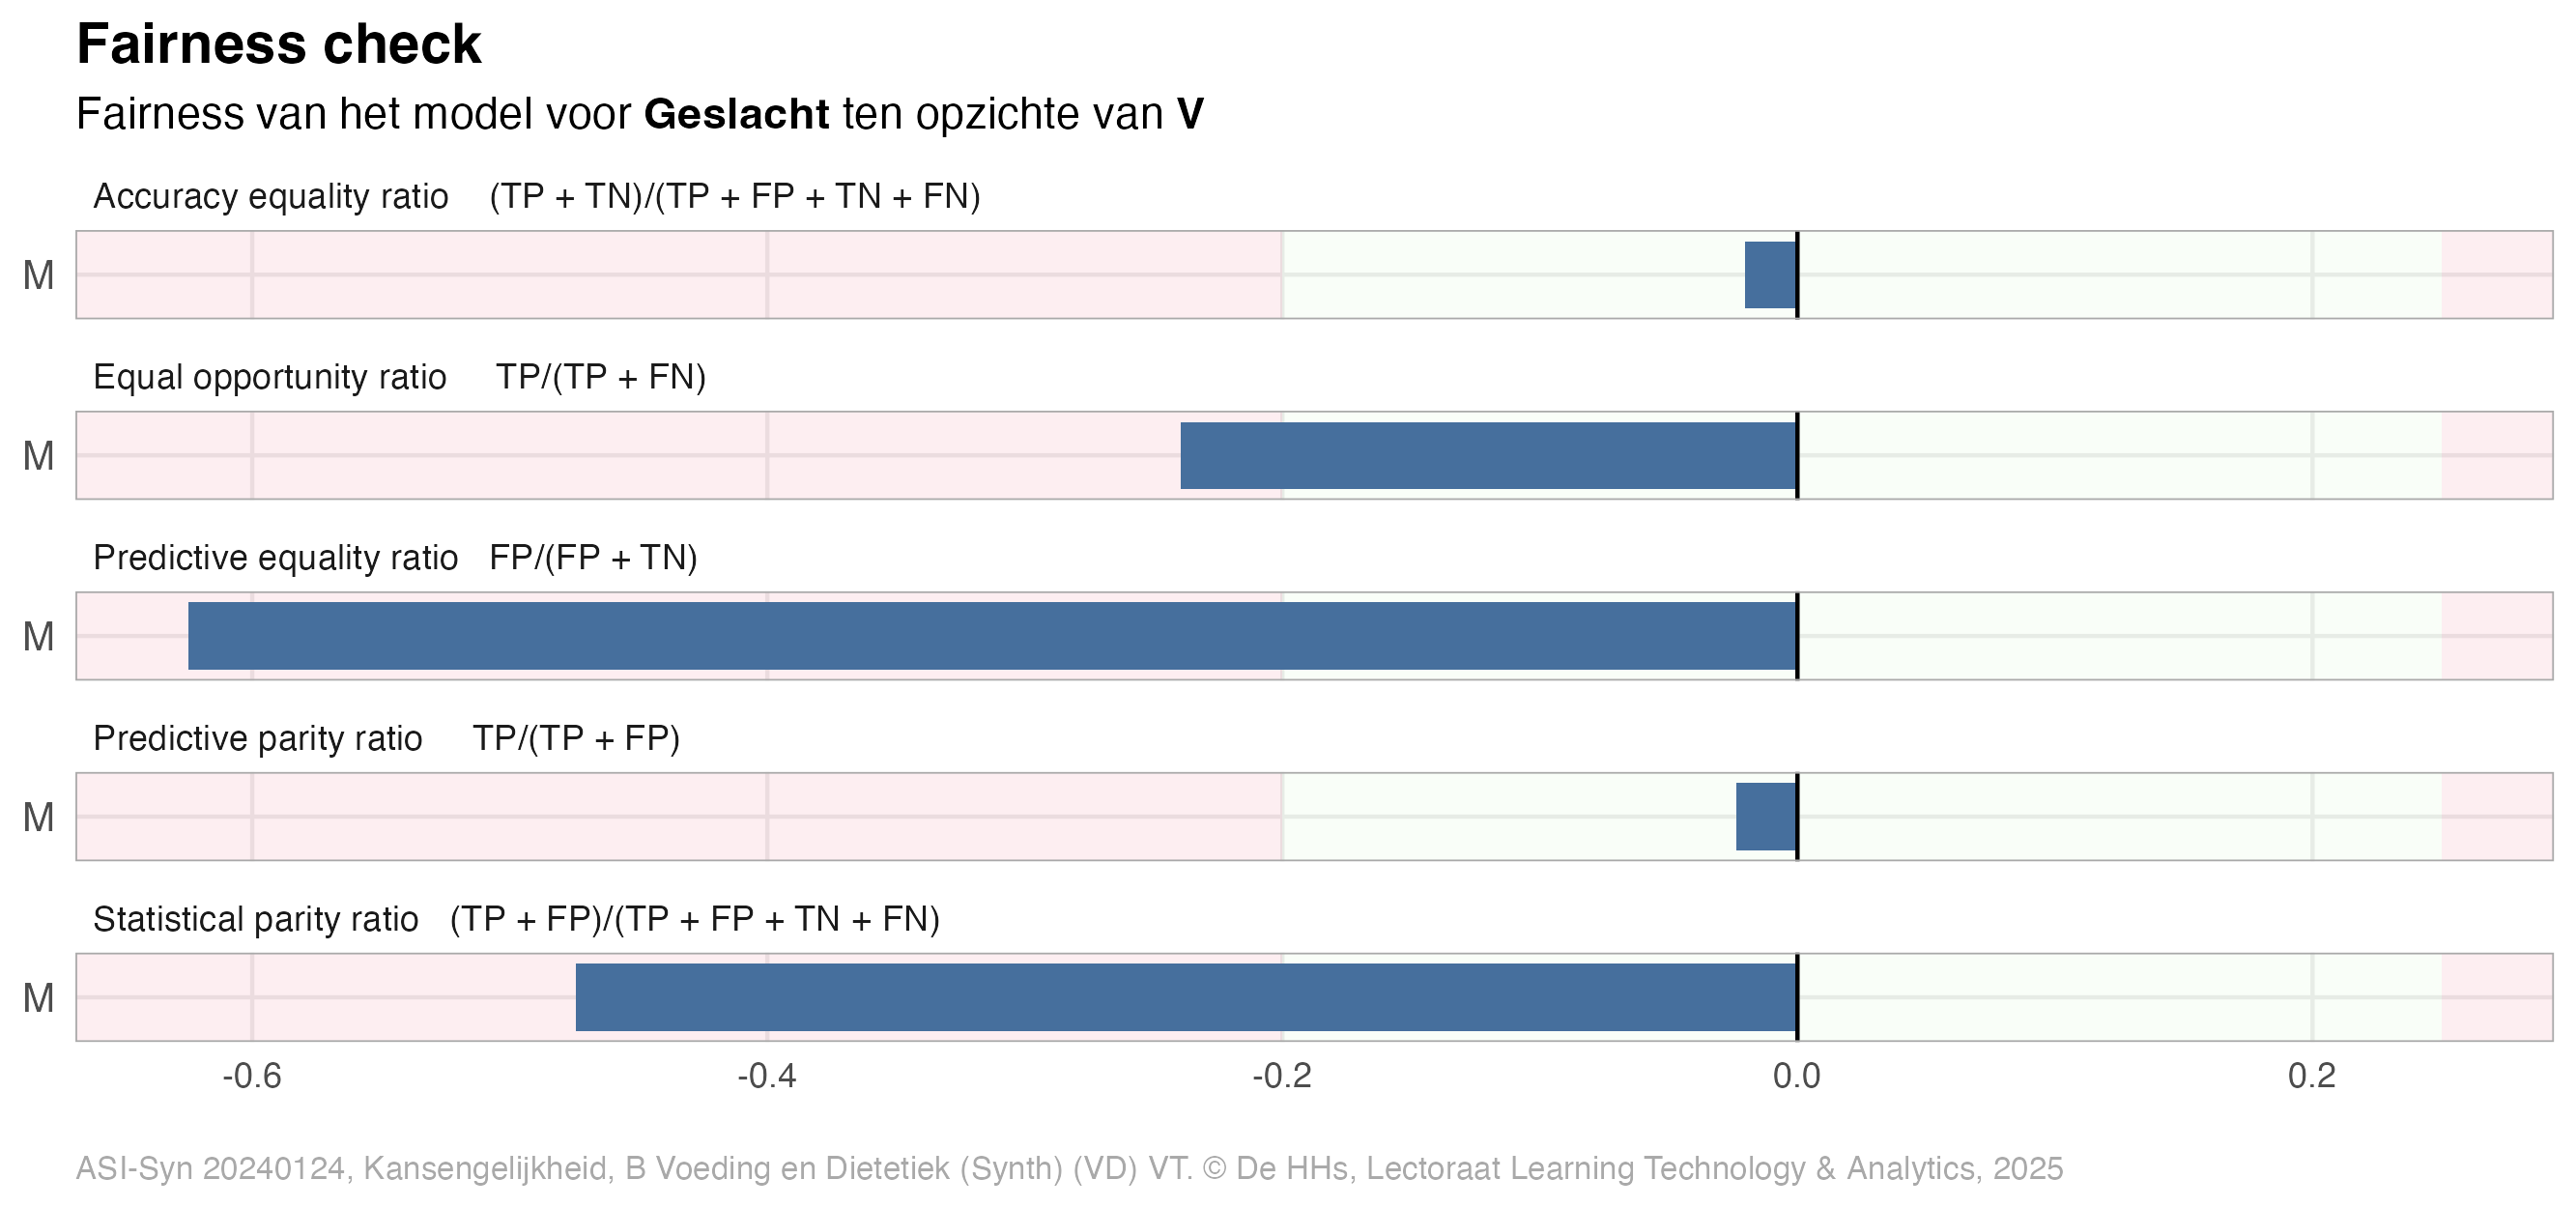 Fairness check
Fairness van het model voor Geslacht ten opzichte van V
Accuracy equality ratio (TP + TN)/(TP + FP + TN + FN)
M
Equal opportunity ratio TP/(TP + FN)
M
Predictive equality ratio FP/(FP + TN)
M
Predictive parity ratio TP/(TP + FP)
M
Statistical parity ratio (TP + FP)/(TP + FP + TN + FN)
M
-0.6 -0.4 -0.2 0.0 0.2
ASI-Syn 20240124, Kansengelijkheid, B Voeding en Dietetiek (Synth) (VD) VT. © De HHs, Lectoraat Learning Technology & Analytics, 2025